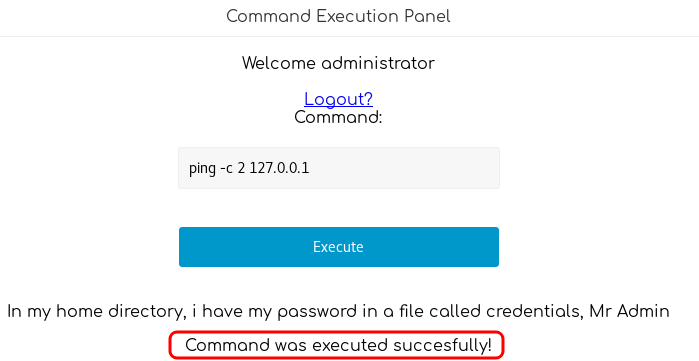 Command Execution Panel
Welcome administrator
Logout?
Command:
ping -c 2 127.0.0.1
Execute
In my home directory, i have my password in a file called credentials, Mr Admin
Command was executed succesfully!